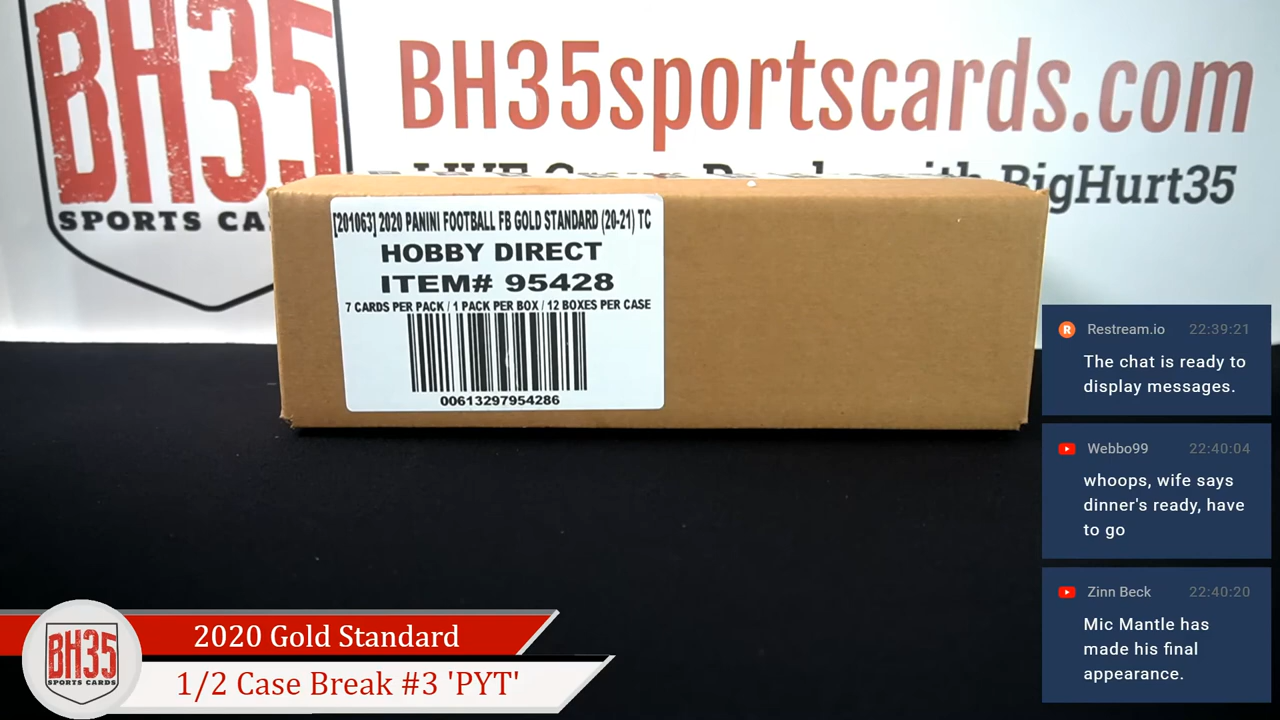 BH35
SPORTS CA
BH35sportscards.com
with BigHurt35
[201063] 2020 PANINI FOOTBALL FB GOLD STANDARD (20-21) TC
HOBBY DIRECT
ITEM# 95428
7 CARDS PER PACK / 1 PACK PER BOX / 12 BOXES PER CASE
00613297954286
Restream.io 22:39:21
The chat is ready to
display messages.
Webbo99 22:40:04
whoops, wife says
dinner's ready, have
to go
Zinn Beck 22:40:20
Mic Mantle has
made his final
appearance.
BH35
SPORTS CARDS
2020 Gold Standard
1/2 Case Break #3 'PYT'